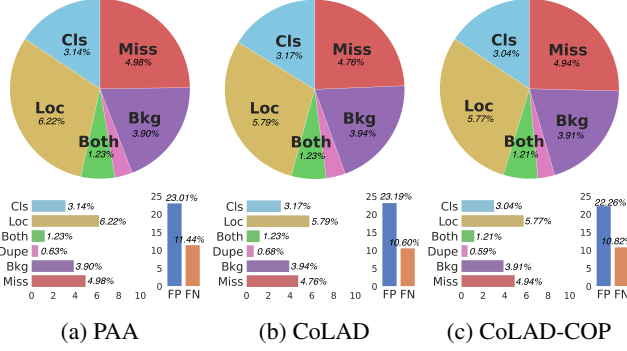 Cls
3.14%
Miss
4.98%
Loc
6.22%
Bkg
3.90%
Both
1.23%
Cls 3.14%
Loc 6.22%
Both 1.23%
Dupe 0.63%
Bkg 3.90%
Miss 4.98%
0 2 4 6 8 10
25
20
15
10
5
0
23.01%
11.44%
FP FN
(a) PAA
Cls
3.17%
Miss
4.76%
Loc
5.79%
Bkg
3.94%
Both
1.23%
Cls 3.17%
Loc 5.79%
Both 1.23%
Dupe 0.68%
Bkg 3.94%
Miss 4.76%
0 2 4 6 8 10
25
20
15
10
5
0
23.19%
10.60%
FP FN
(b) CoLAD
Cls
3.04%
Miss
4.94%
Loc
5.77%
Bkg
3.91%
Both
1.21%
Cls 3.04%
Loc 5.77%
Both 1.21%
Dupe 0.59%
Bkg 3.91%
Miss 4.94%
0 2 4 6 8 10
25
20
15
10
5
0
22.26%
10.82%
FP FN
(c) CoLAD-COP